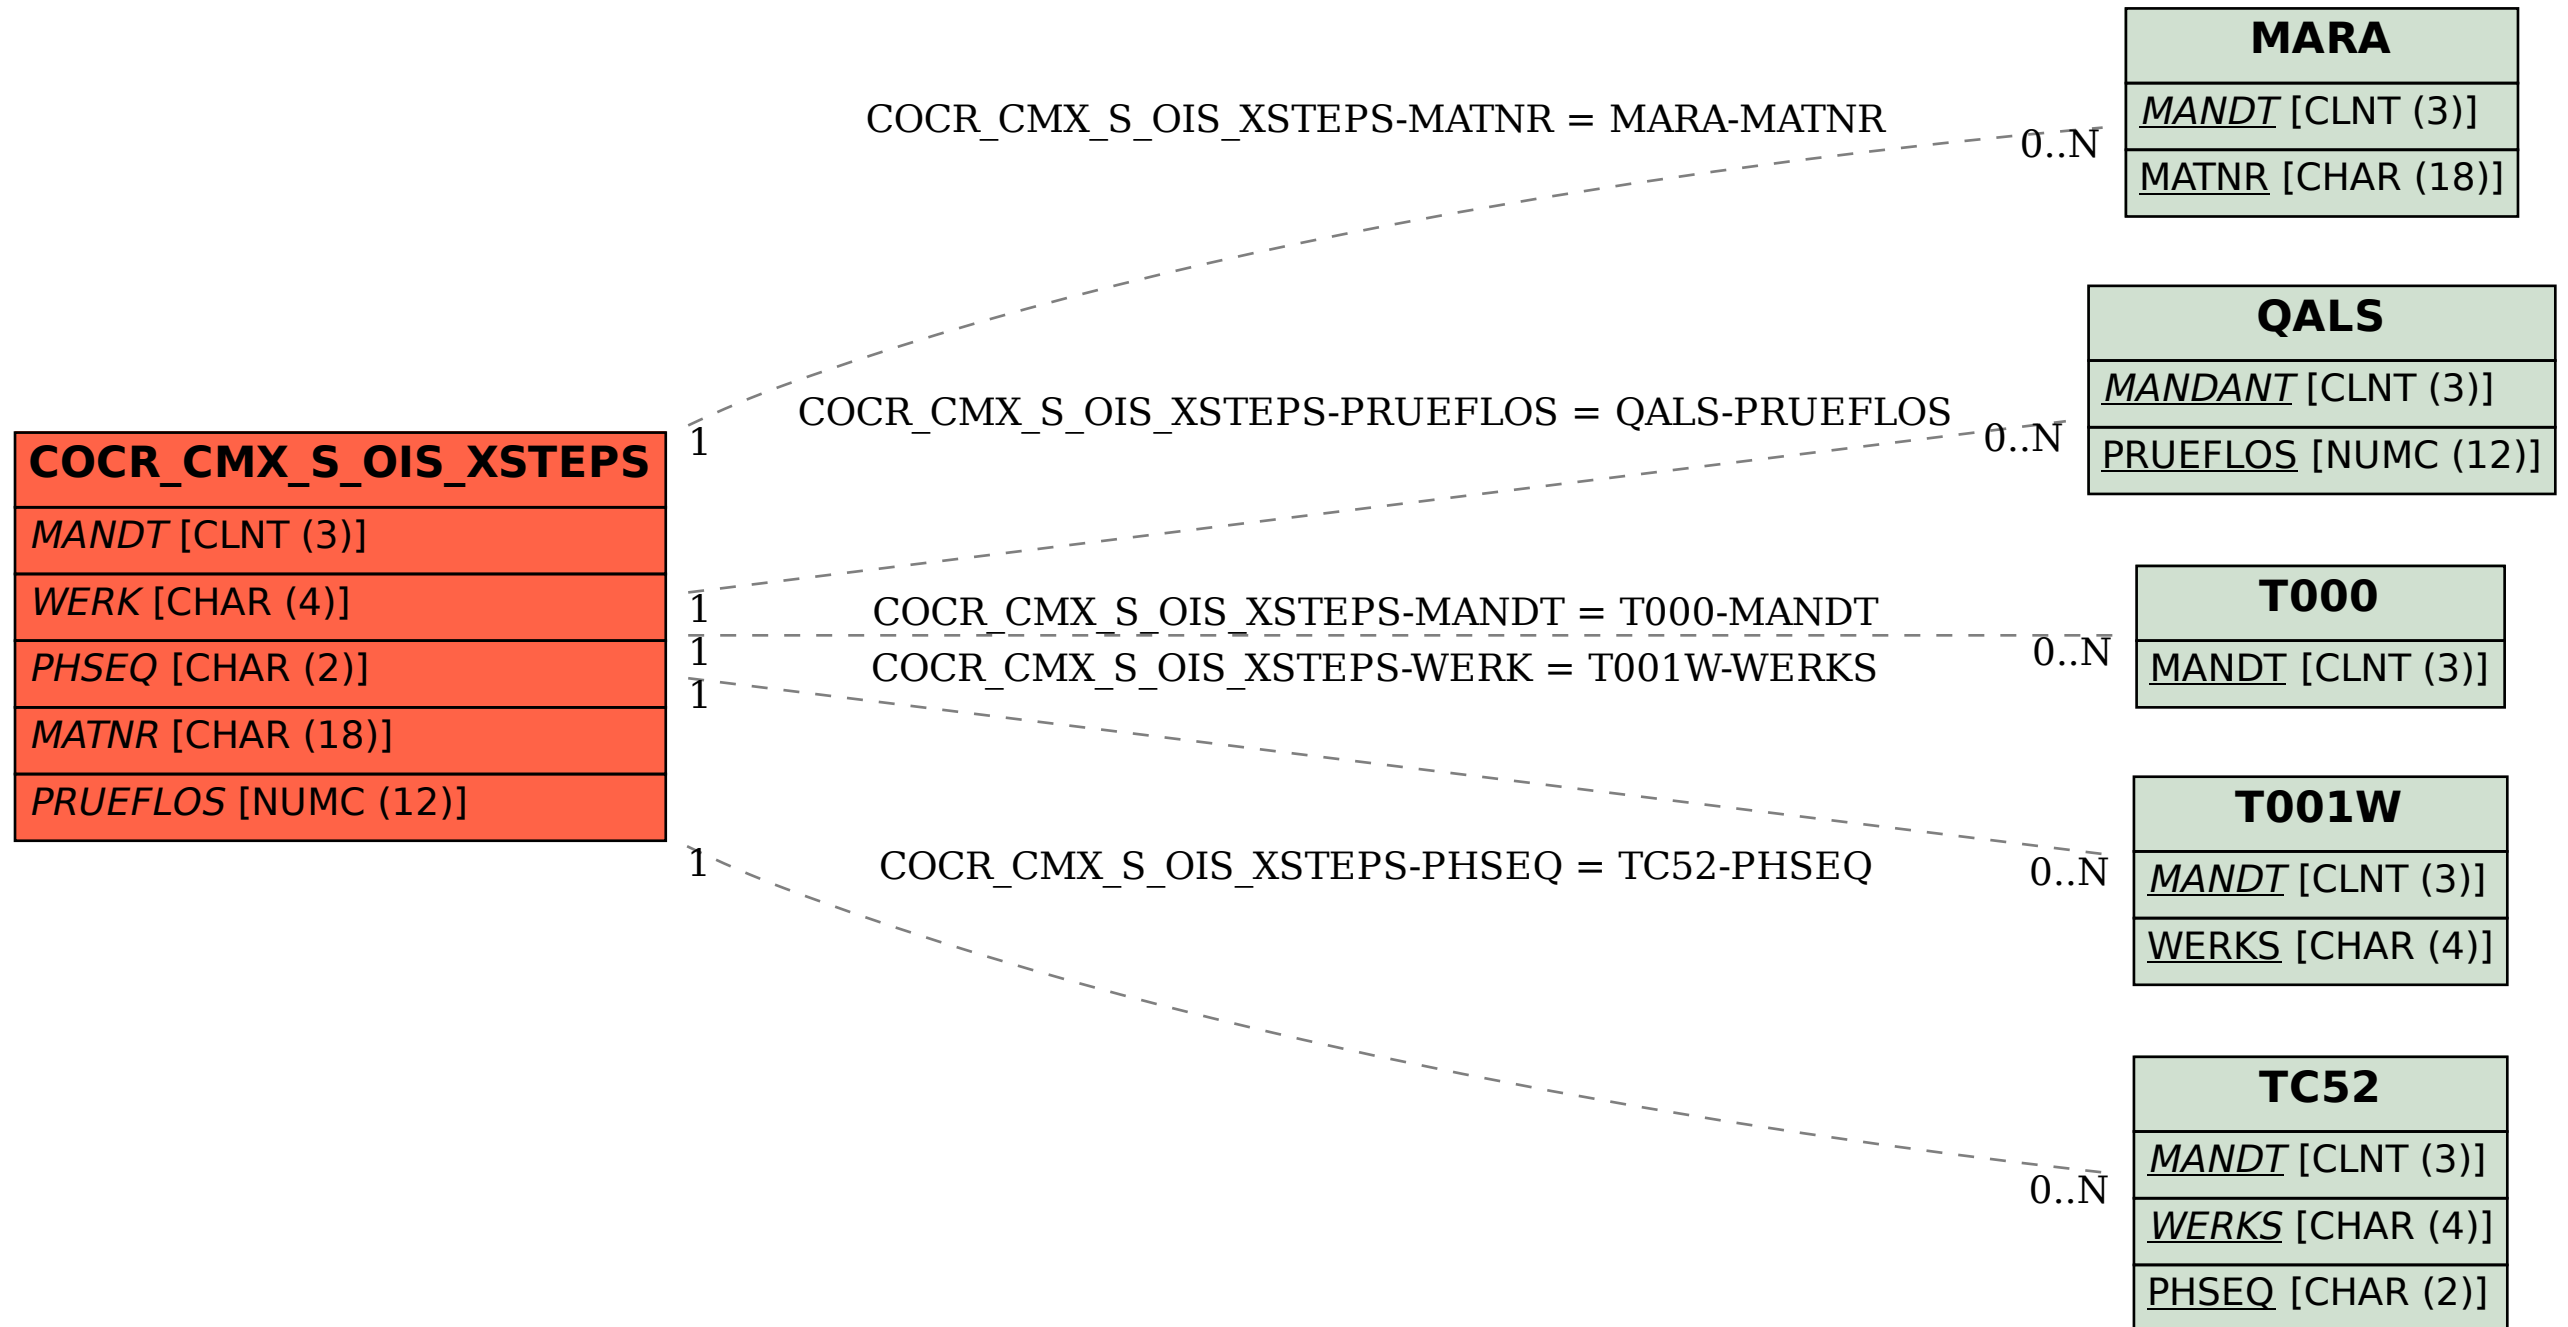 MARA
MANDT [CLNT (3)]
MATNR [CHAR (18)]
COCR_CMX_S_OIS_XSTEPS-MATNR = MARA-MATNR
0..N
QALS
MANDANT [CLNT (3)]
PRUEFLOS [NUMC (12)]
COCR_CMX_S_OIS_XSTEPS-PRUEFLOS = QALS-PRUEFLOS
0..N
1
COCR_CMX_S_OIS_XSTEPS
MANDT [CLNT (3)]
WERK [CHAR (4)]
PHSEQ [CHAR (2)]
MATNR [CHAR (18)]
PRUEFLOS [NUMC (12)]
1
COCR_CMX_S_OIS_XSTEPS-MANDT = T000-MANDT
1
0..N
COCR_CMX_S_OIS_XSTEPS-WERK = T001W-WERKS
1
T000
MANDT [CLNT (3)]
T001W
MANDT [CLNT (3)]
WERKS [CHAR (4)]
0..N
1
COCR_CMX_S_OIS_XSTEPS-PHSEQ = TC52-PHSEQ
0..N
TC52
MANDT [CLNT (3)]
WERKS [CHAR (4)]
PHSEQ [CHAR (2)]